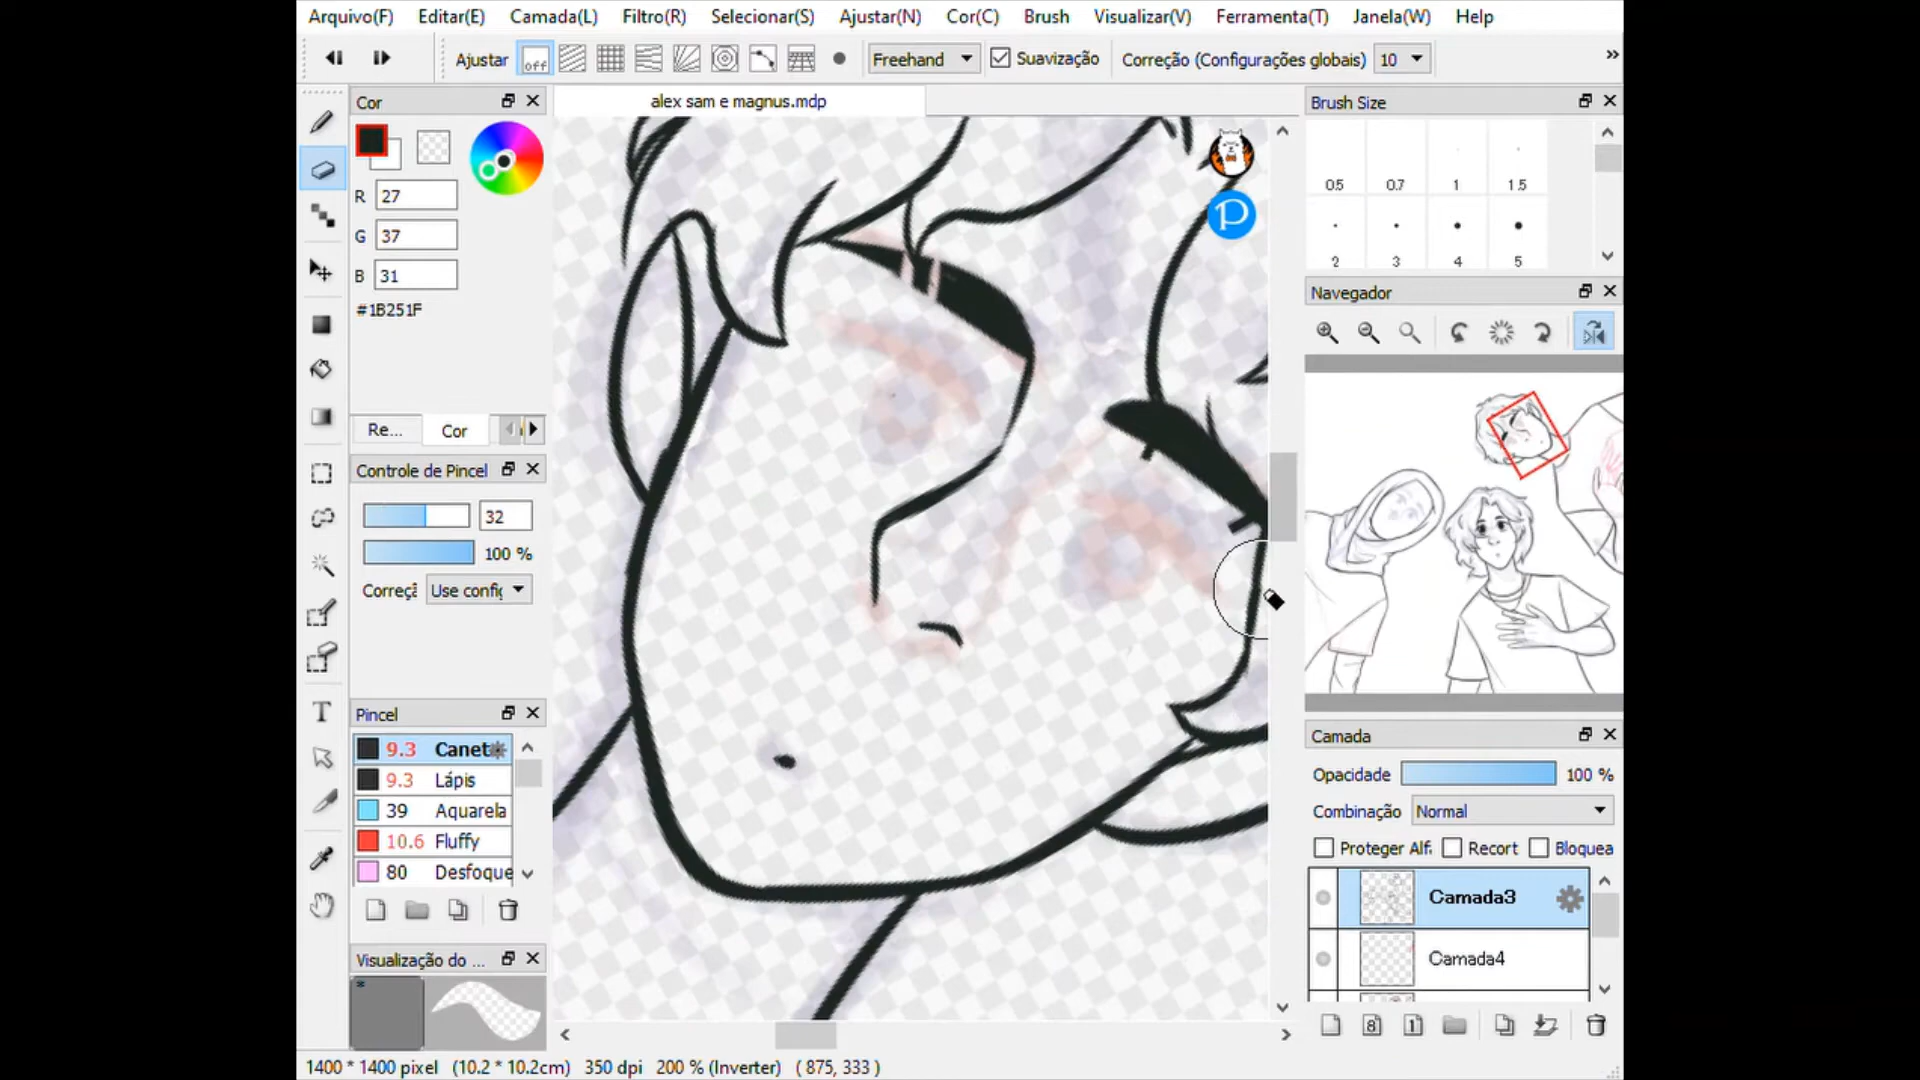 Arquivo(F) Editar(E) Camada(L) Filtro(R) Selecionar(S) Ajustar(N) Cor(C) Brush Visualizar(V) Ferramenta(T) Janela(W) Help
Ajustar off Freehand Suavização Correção (Configurações globais) 10
Cor
alex sam e magnus.mdp
Brush Size
R 27
G 37
B 31
#1B251F
0.5 0.7 1 1.5
2 3 4 5
Navegador
Re... Cor
Controle de Pincel
32
100 %
Correçã Use config
Pincel
9.3 Canet
9.3 Lápis
39 Aquarela
10.6 Fluffy
80 Desfoque
Visualização do ...
Camada
Opacidade 100 %
Combinação Normal
Proteger Alf. Recort Bloquea
Camada3
Camada4
8 1
T
P
1400 * 1400 pixel (10.2 * 10.2cm) 350 dpi 200 % (Inverter) ( 875, 333 )